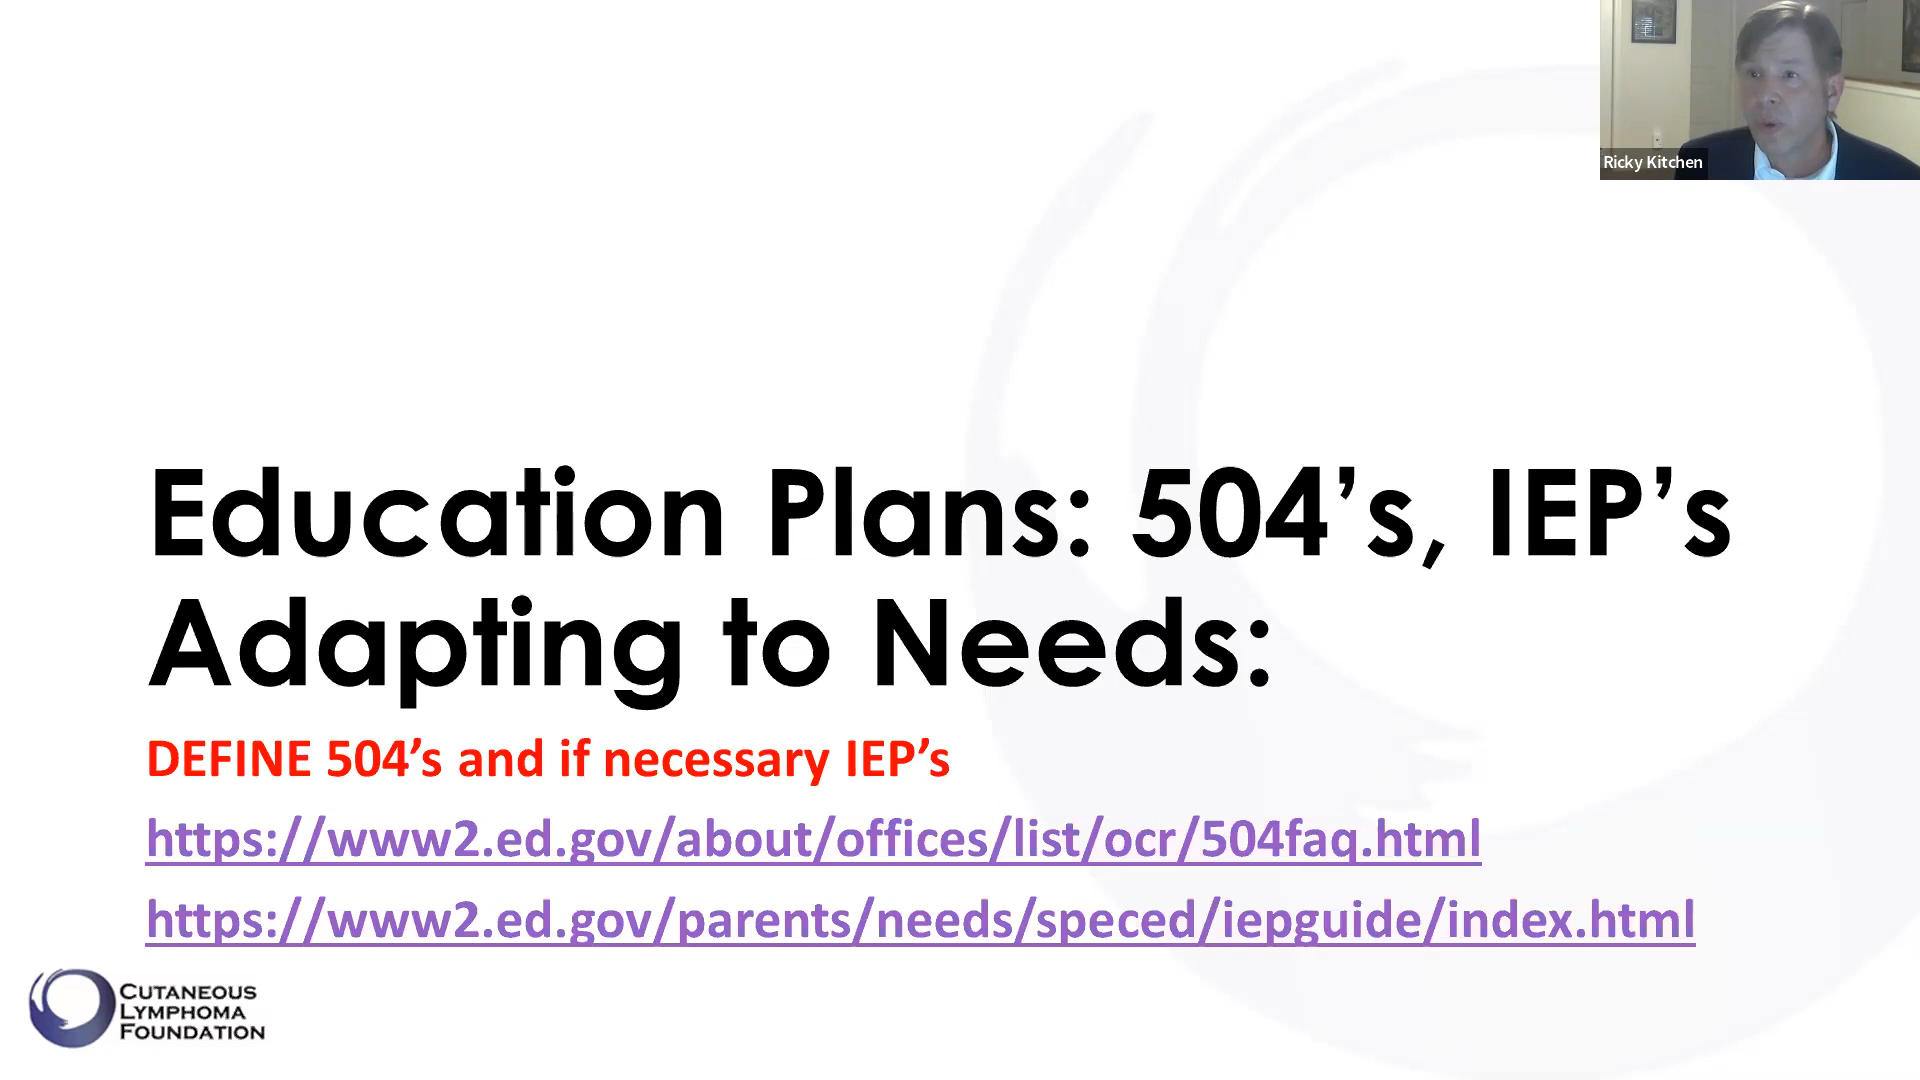 Ricky Kitchen
Education Plans: 504’s, IEP’s
Adapting to Needs:
DEFINE 504’s and if necessary IEP’s
https://www2.ed.gov/about/offices/list/ocr/504faq.html
https://www2.ed.gov/parents/needs/speced/iepguide/index.html
CUTANEOUS
LYMPHOMA
FOUNDATION